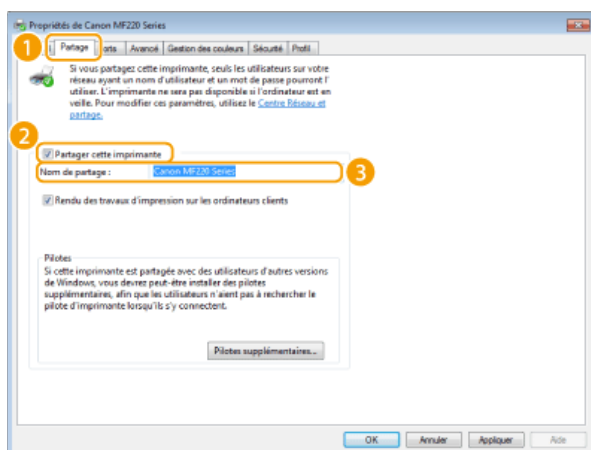 Propriétés de Canon MF220 Series
1
Partage
Avancé
Gestion des couleurs
Sécurité
Profil
Si vous partagez cette imprimante, seuls les utilisateurs sur votre
réseau ayant un nom d'utilisateur et un mot de passe pourront l'
utiliser. L'imprimante ne sera pas disponible si l'ordinateur est en
veille. Pour modifier ces paramètres, utilisez le Centre Réseau et
partage.
2
Partager cette imprimante
Nom de partage : Canon MF220 Series
3
Rendu des travaux d'impression sur les ordinateurs clients
Pilotes
Si cette imprimante est partagée avec des utilisateurs d'autres versions
de Windows, vous devrez peut-être installer des pilotes
supplémentaires, afin que les utilisateurs n'aient pas à rechercher le
pilote d'imprimante lorsqu'ils s'y connectent.
Pilotes supplémentaires...
OK
Annuler
Appliquer
Aide